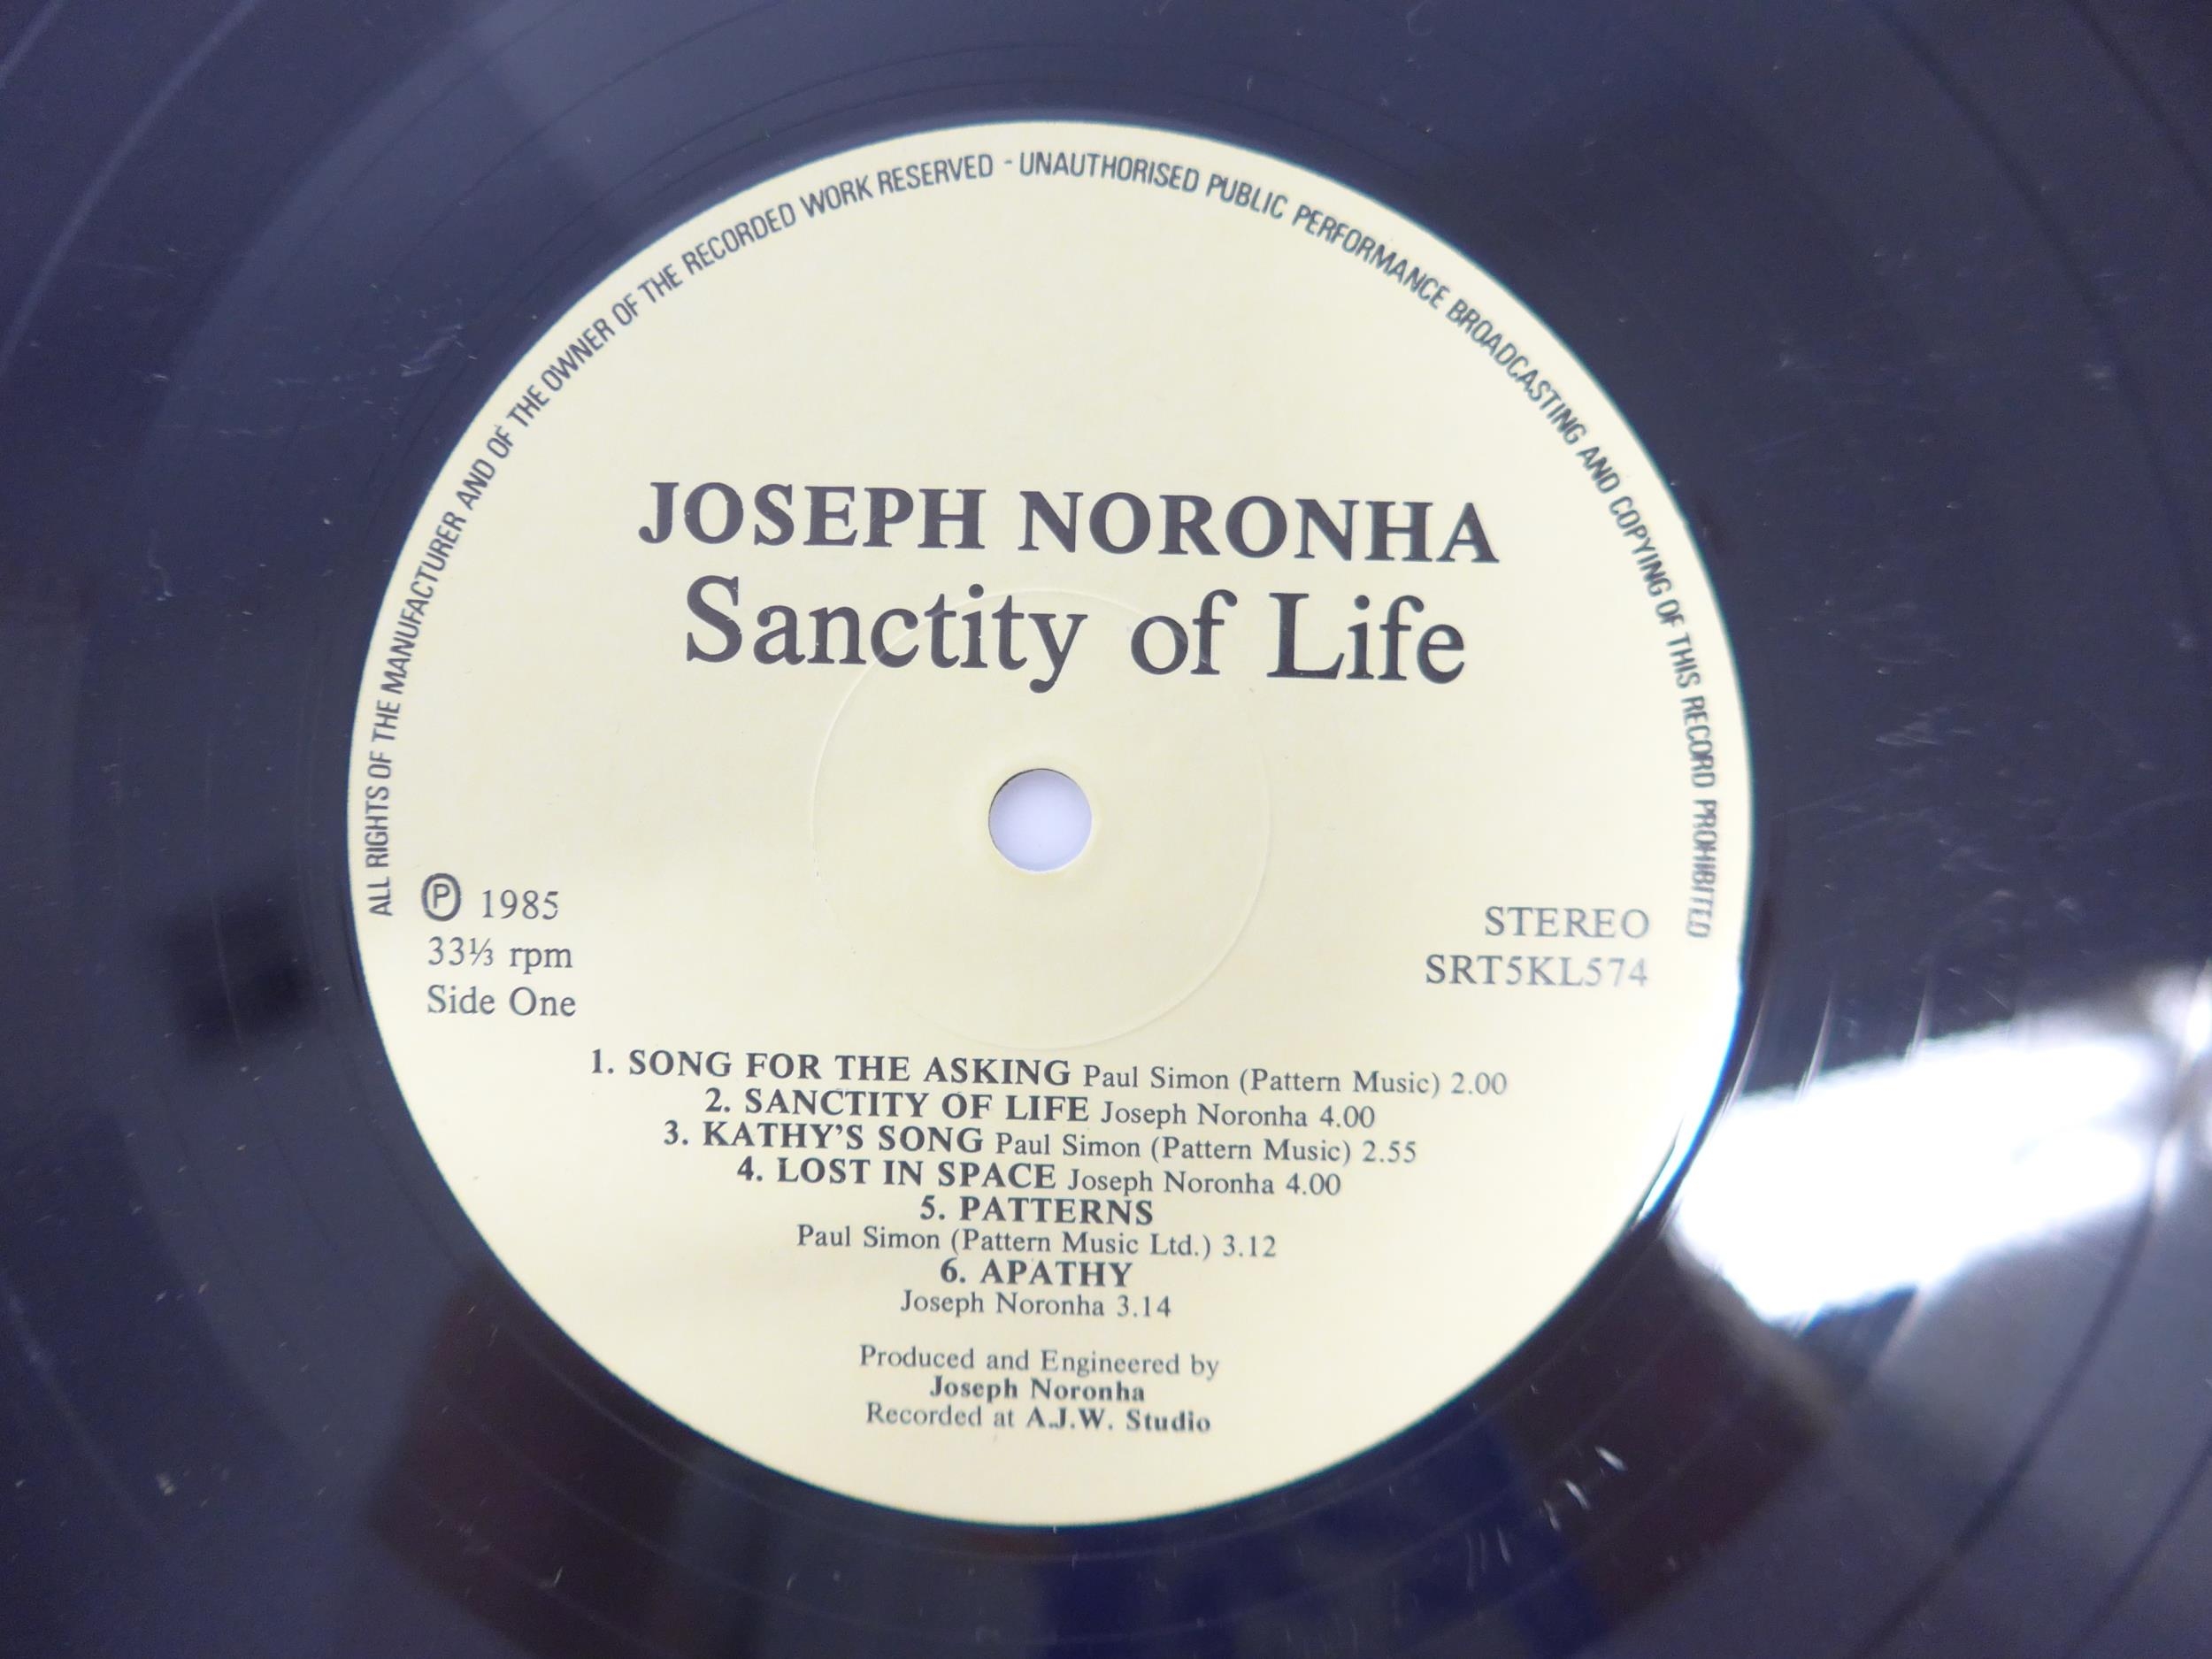 ALL RIGHTS OF THE MANUFACTURER AND OF THE OWNER OF THE RECORDED WORK RESERVED - UNAUTHORISED PUBLIC PERFORMANCE BROADCASTING AND COPYING OF THIS RECORD PROHIBITED
JOSEPH NORONHA
Sanctity of Life
℗ 1985
33⅓ rpm
Side One
STEREO
SRT5KL574
1. SONG FOR THE ASKING Paul Simon (Pattern Music) 2.00
2. SANCTITY OF LIFE Joseph Noronha 4.00
3. KATHY'S SONG Paul Simon (Pattern Music) 2.55
4. LOST IN SPACE Joseph Noronha 4.00
5. PATTERNS
Paul Simon (Pattern Music Ltd.) 3.12
6. APATHY
Joseph Noronha 3.14
Produced and Engineered by
Joseph Noronha
Recorded at A.J.W. Studio